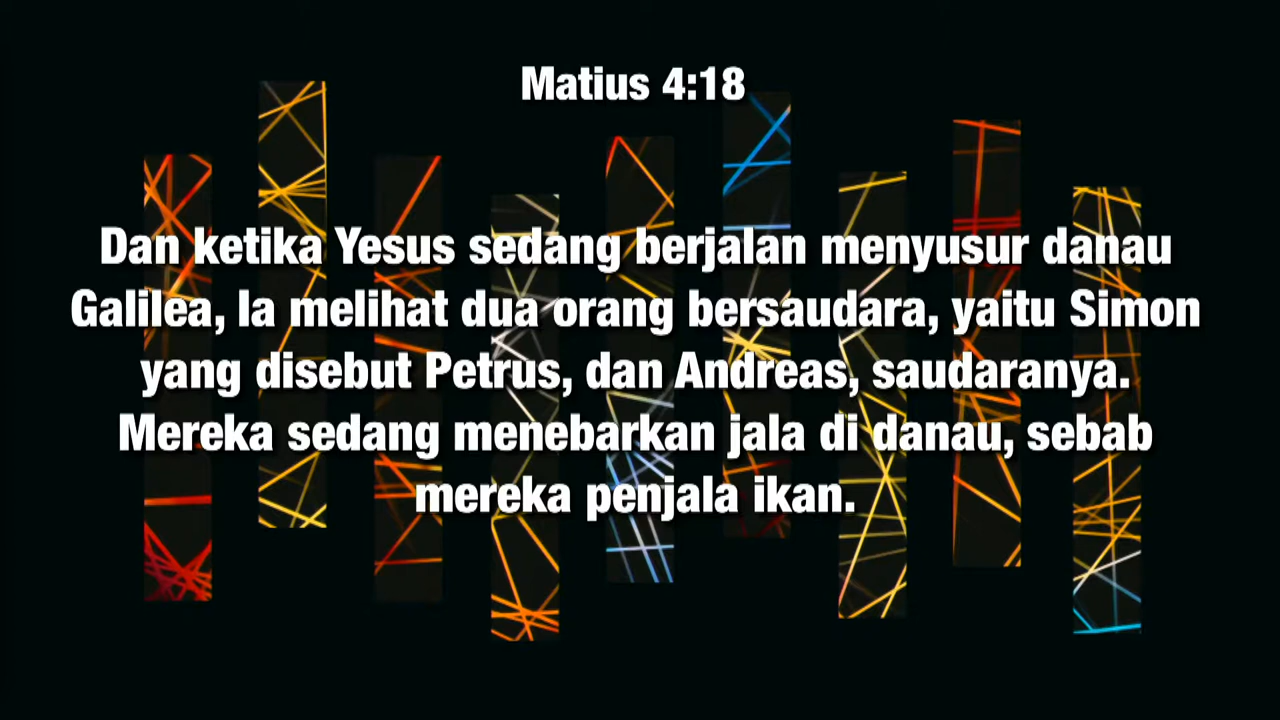 Matius 4:18
Dan ketika Yesus sedang berjalan menyusur danau
Galilea, Ia melihat dua orang bersaudara, yaitu Simon
yang disebut Petrus, dan Andreas, saudaranya.
Mereka sedang menebarkan jala di danau, sebab
mereka penjala ikan.